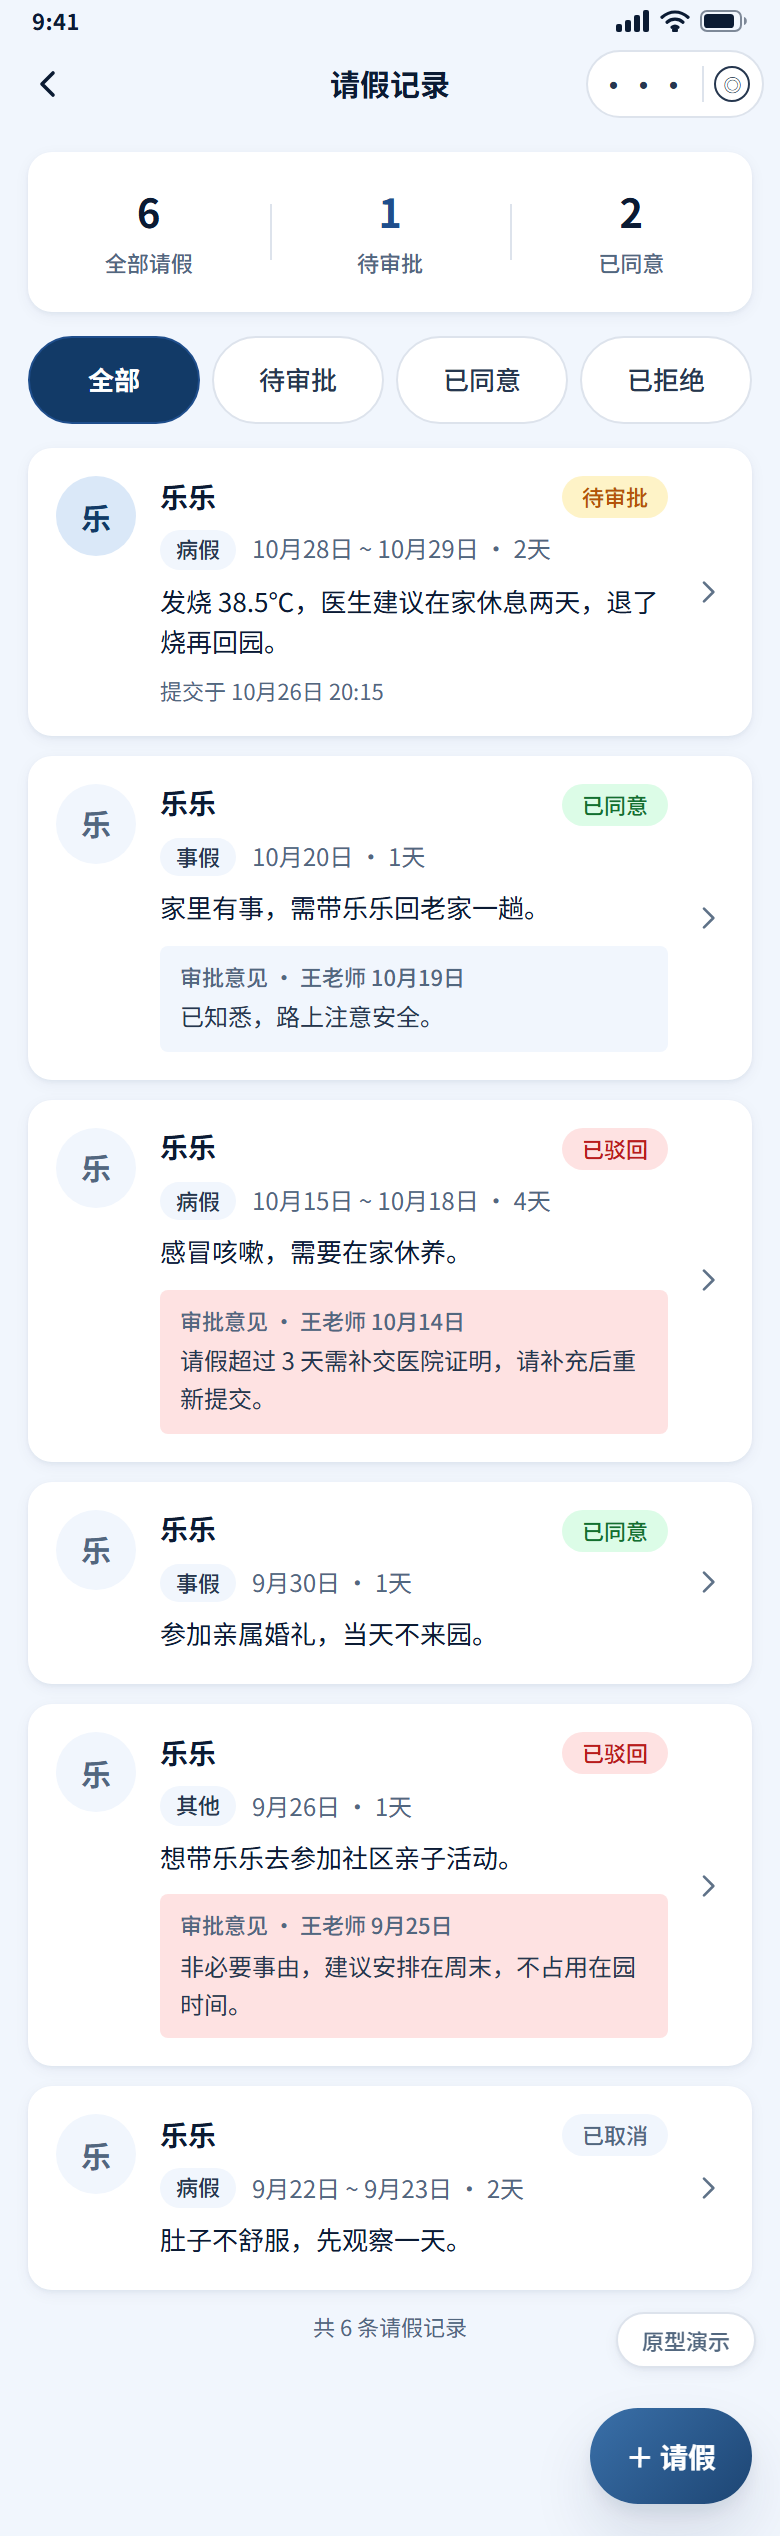 9:41
请假记录
6
1
2
全部请假
待审批
已同意
全部
待审批
已同意
已拒绝
乐
乐乐
待审批
病假
10月28日 ~ 10月29日 · 2天
发烧 38.5℃，医生建议在家休息两天，退了
烧再回园。
提交于 10月26日 20:15
乐
乐乐
已同意
事假
10月20日 · 1天
家里有事，需带乐乐回老家一趟。
审批意见 · 王老师 10月19日
已知悉，路上注意安全。
乐
乐乐
已驳回
病假
10月15日 ~ 10月18日 · 4天
感冒咳嗽，需要在家休养。
审批意见 · 王老师 10月14日
请假超过 3 天需补交医院证明，请补充后重
新提交。
乐
乐乐
已同意
事假
9月30日 · 1天
参加亲属婚礼，当天不来园。
乐
乐乐
已驳回
其他
9月26日 · 1天
想带乐乐去参加社区亲子活动。
审批意见 · 王老师 9月25日
非必要事由，建议安排在周末，不占用在园
时间。
乐
乐乐
已取消
病假
9月22日 ~ 9月23日 · 2天
肚子不舒服，先观察一天。
共 6 条请假记录
原型演示
＋ 请假